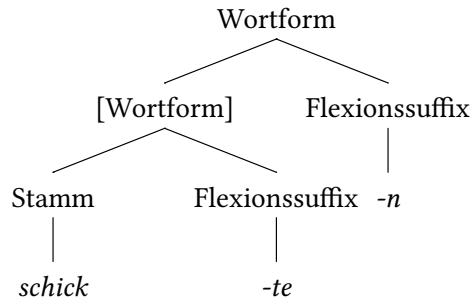 Wortform
[Wortform] Flexionssuffix
Stamm Flexionssuffix -n
schick -te